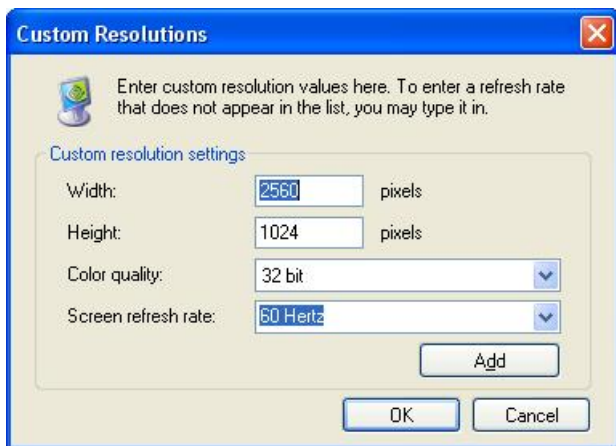 Custom Resolutions
Enter custom resolution values here. To enter a refresh rate
that does not appear in the list, you may type it in.
Custom resolution settings
Width: 2560 pixels
Height: 1024 pixels
Color quality: 32 bit
Screen refresh rate: 60 Hertz
Add
OK Cancel